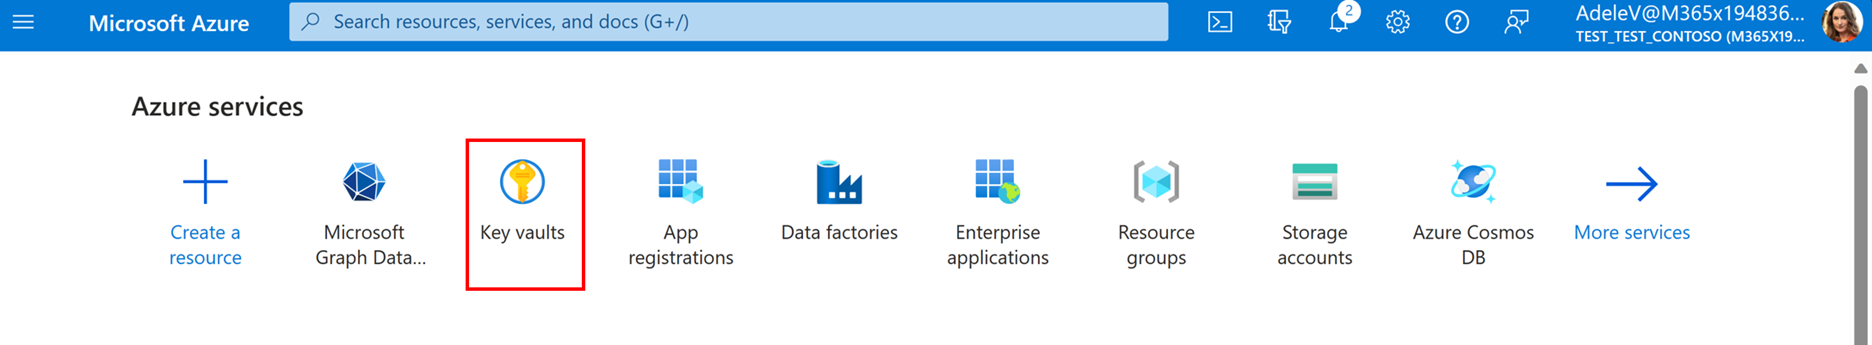 Microsoft Azure
Search resources, services, and docs (G+/)
2
AdeleV@M365x194836...
TEST_TEST_CONTOSO (M365X19...
Azure services
Create a
resource
Microsoft
Graph Data...
Key vaults
App
registrations
Data factories
Enterprise
applications
Resource
groups
Storage
accounts
Azure Cosmos
DB
More services